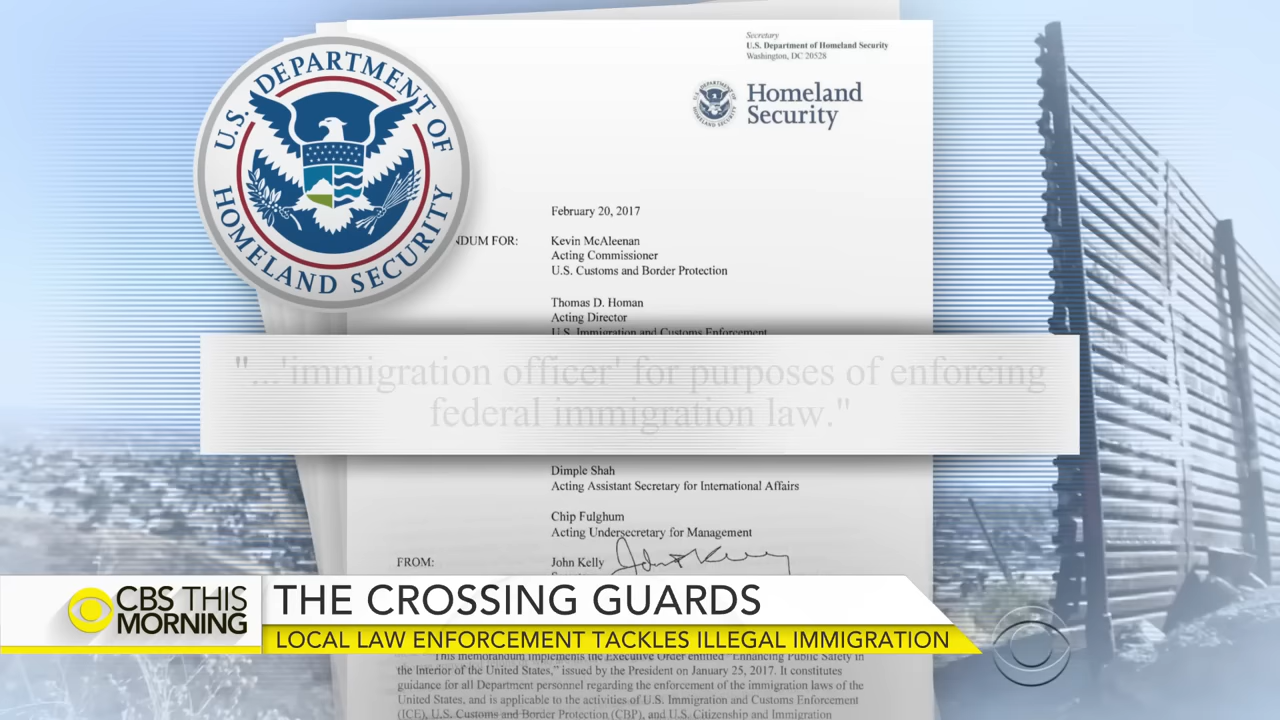 Secretary
U.S. Department of Homeland Security
Washington, DC 20528
U.S. DEPARTMENT OF
HOMELAND SECURITY
Homeland
Security
February 20, 2017
NDUM FOR:
Kevin McAleenan
Acting Commissioner
U.S. Customs and Border Protection
Thomas D. Homan
Acting Director
U.S. Immigration and Customs Enforcement
"...'immigration officer' for purposes of enforcing
federal immigration law."
Dimple Shah
Acting Assistant Secretary for International Affairs
Chip Fulghum
Acting Undersecretary for Management
FROM:
John Kelly
CBS THIS
MORNING
THE CROSSING GUARDS
LOCAL LAW ENFORCEMENT TACKLES ILLEGAL IMMIGRATION
This memorandum implements the Executive Order entitled "Enhancing Public Safety in
the Interior of the United States," issued by the President on January 25, 2017. It constitutes
guidance for all Department personnel regarding the enforcement of the immigration laws of the
United States, and is applicable to the activities of U.S. Immigration and Customs Enforcement
(ICE), U.S. Customs and Border Protection (CBP), and U.S. Citizenship and Immigration